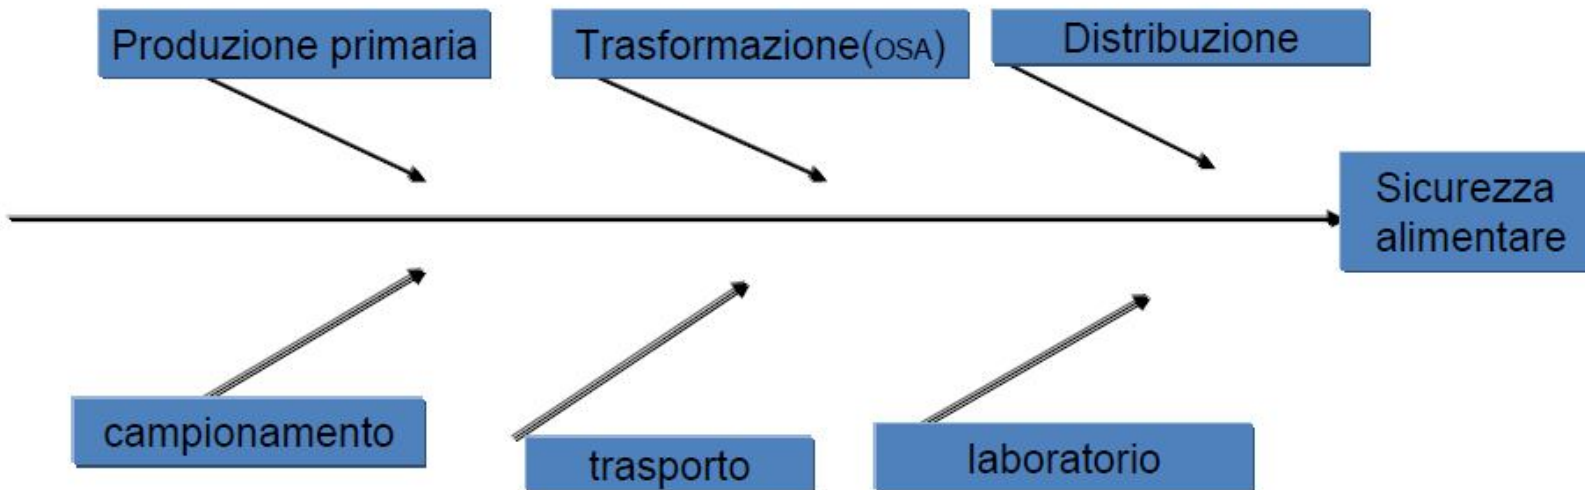 Produzione primaria
Trasformazione(OSA)
Distribuzione
Sicurezza
alimentare
campionamento
trasporto
laboratorio